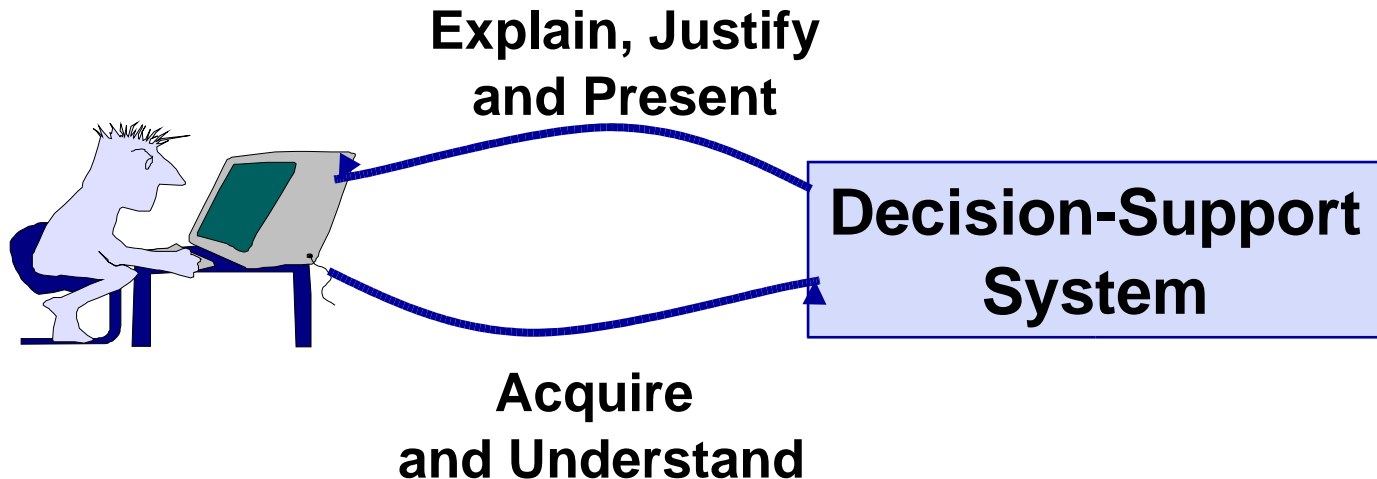 Explain, Justify
and Present
Decision-Support
System
Acquire
and Understand